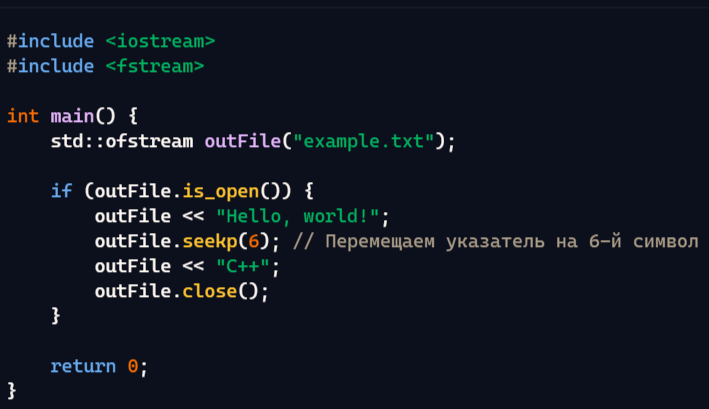 #include <iostream>
#include <fstream>
int main() {
    std::ofstream outFile("example.txt");
    if (outFile.is_open()) {
        outFile << "Hello, world!";
        outFile.seekp(6); // Перемещаем указатель на 6-й символ
        outFile << "C++";
        outFile.close();
    }
    return 0;
}